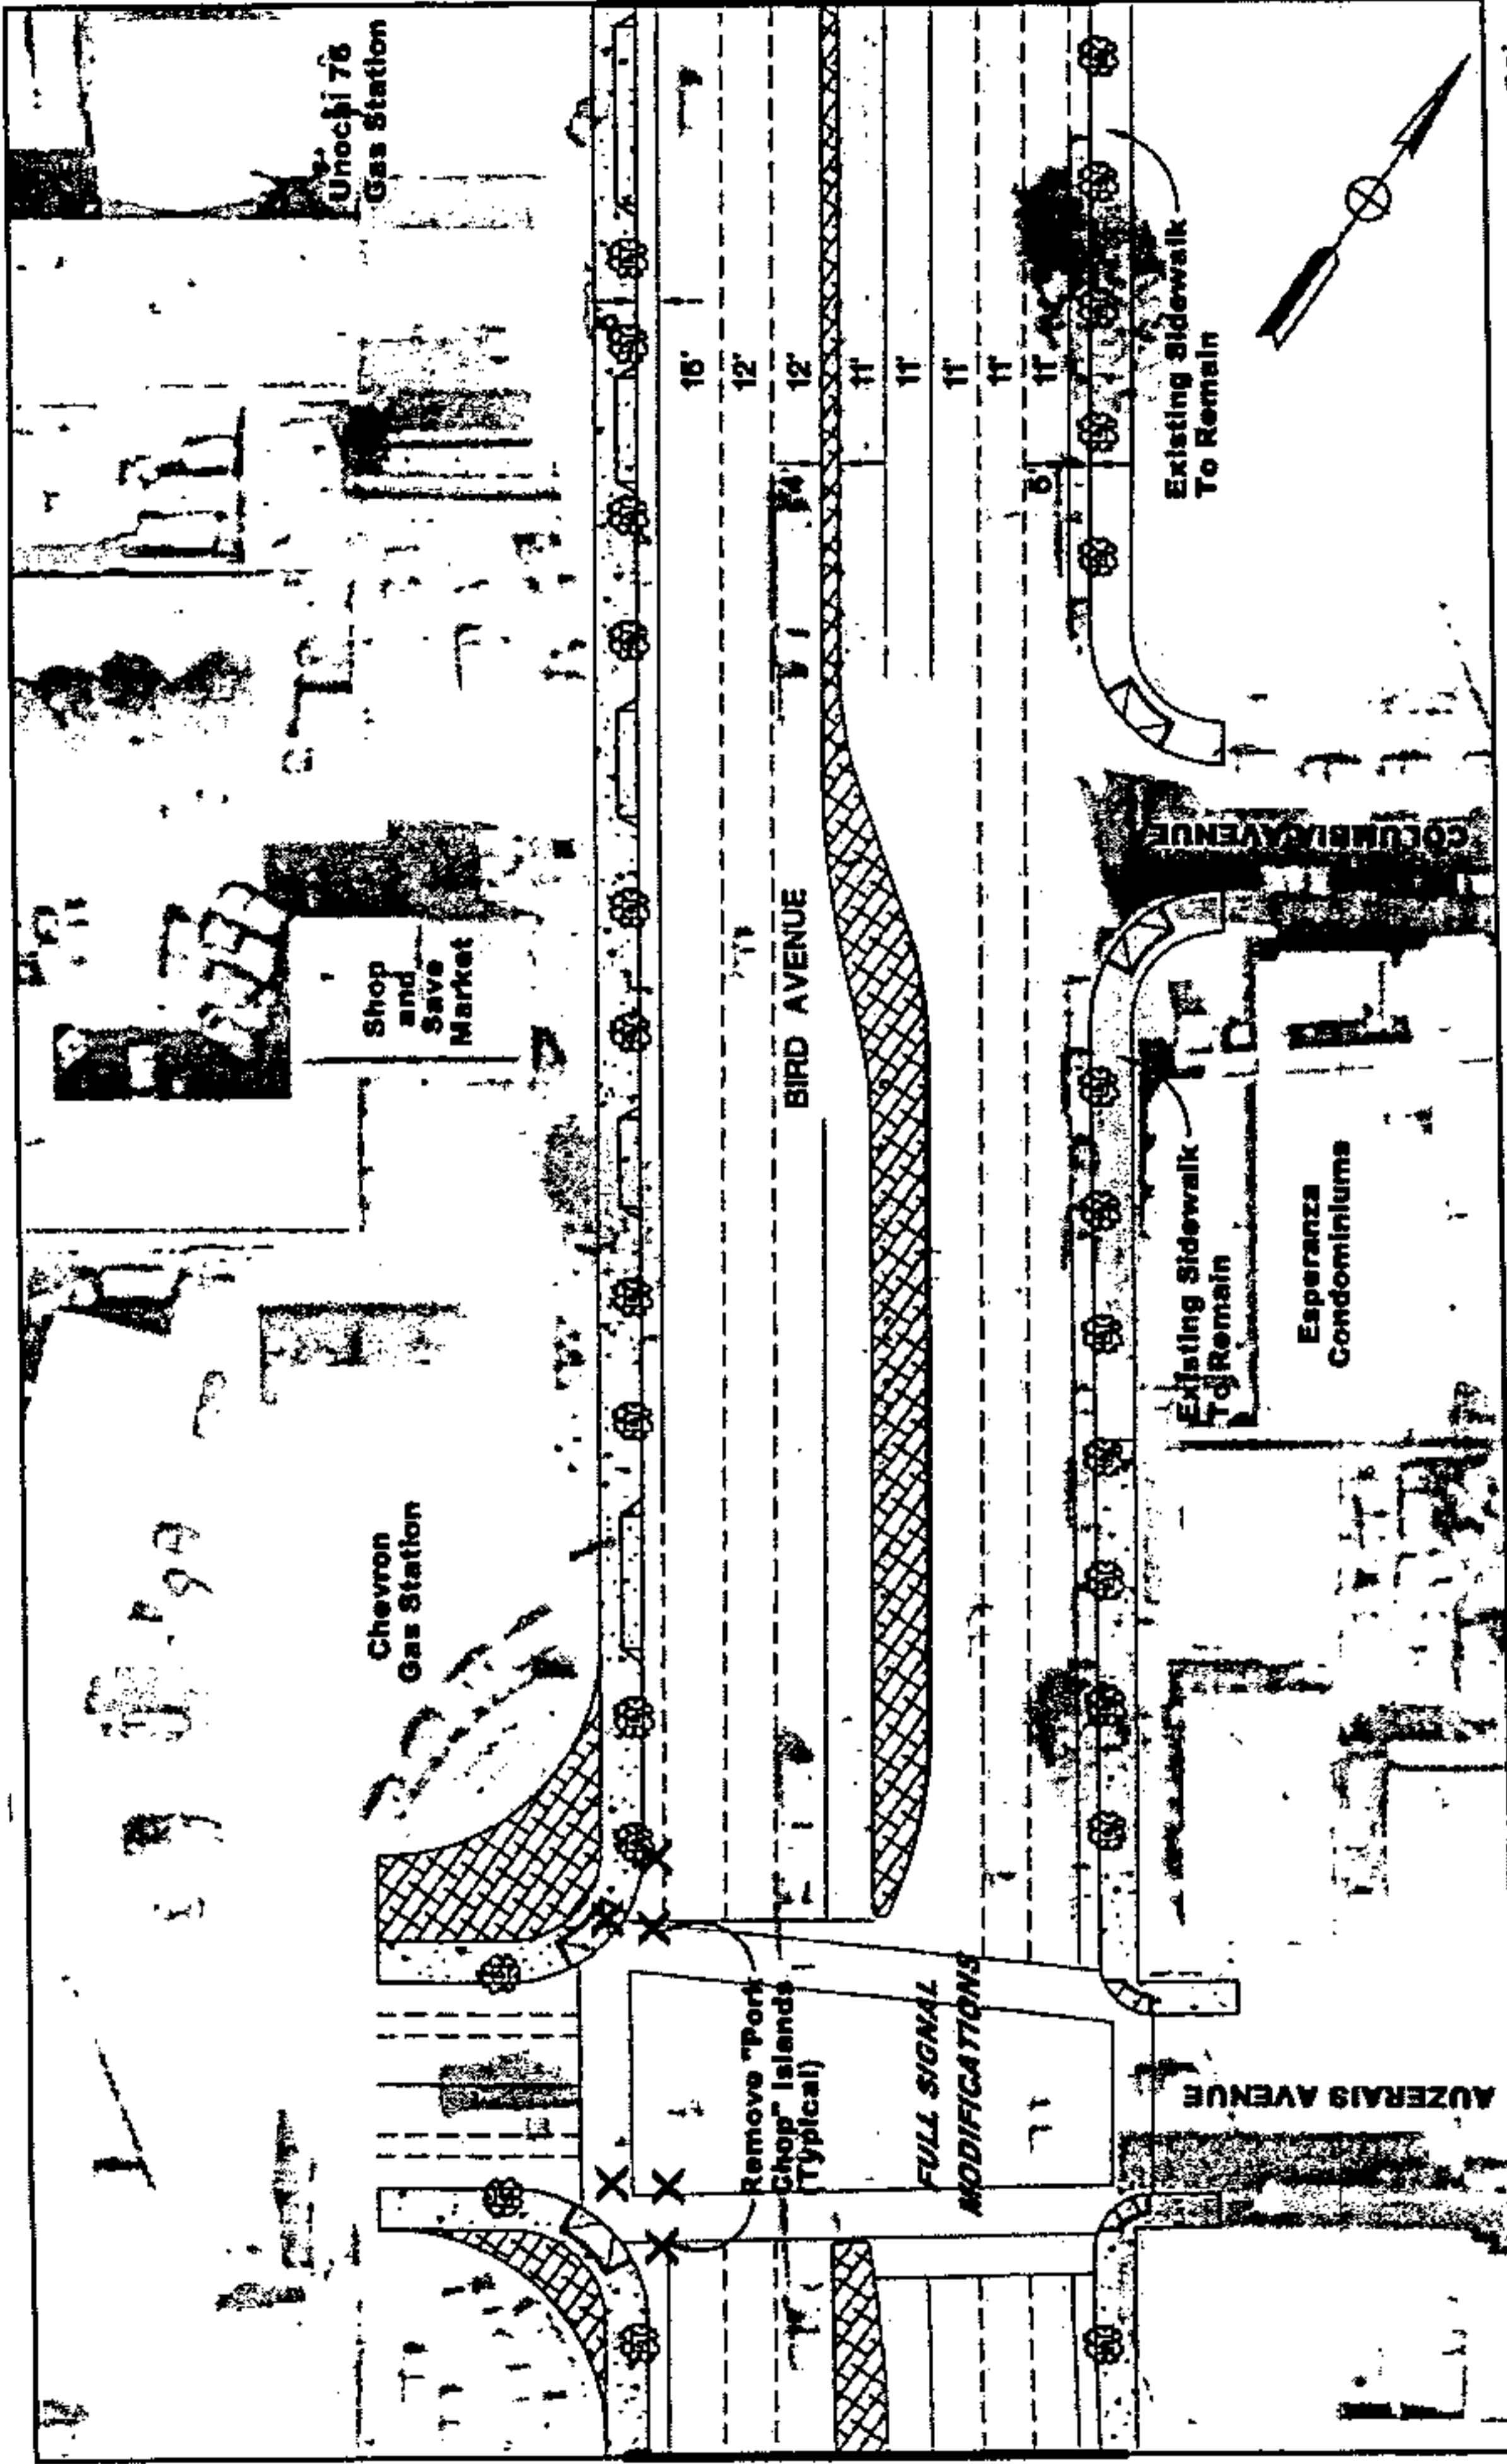 Unocal 76
Gas Station
Shop
and
Save
Market
Chevron
Gas Station
15'
12'
12'
11'
11'
11'
11'
11'
14'
BIRD AVENUE
Existing Sidewalk
To Remain
COLUMBIA AVENUE
Existing Sidewalk
To Remain
Esperanza
Condominiums
Remove "Pork
Chop" Islands
(Typical)
FULL SIGNAL
MODIFICATIONS
AUZERAIS AVENUE